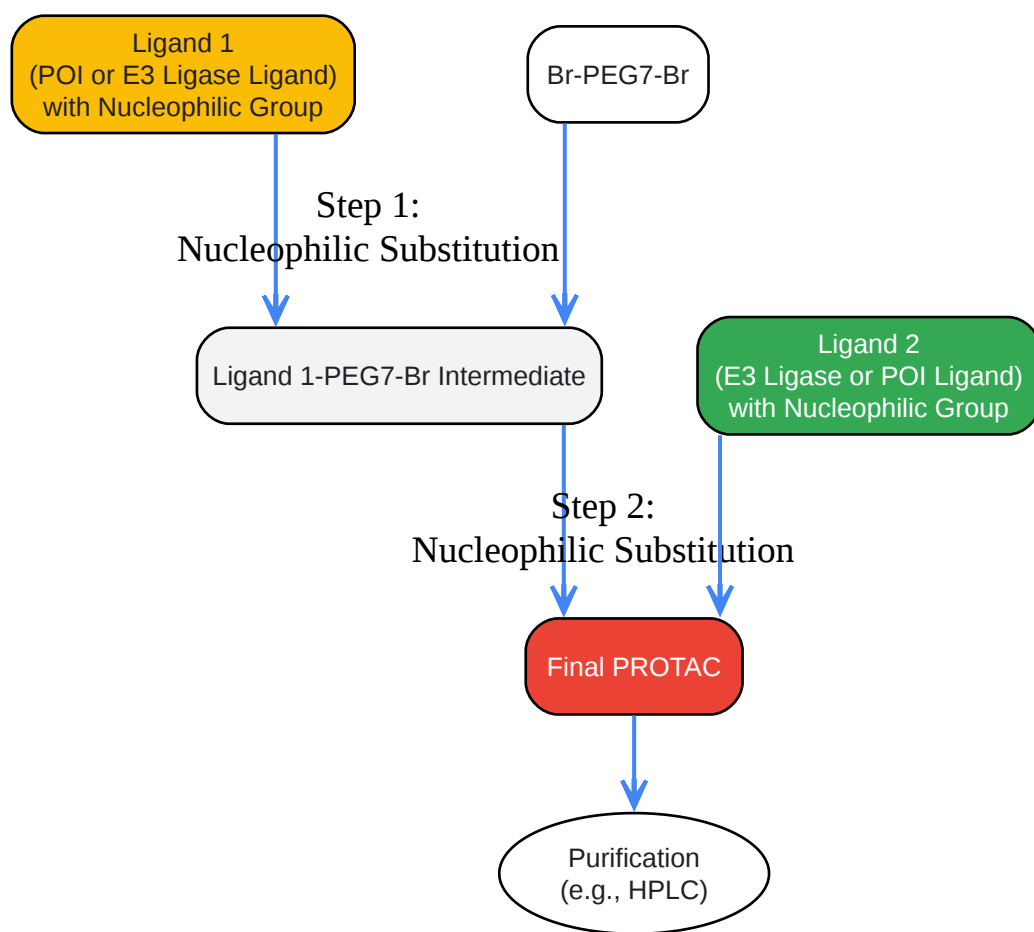 Ligand 1
(POI or E3 Ligase Ligand)
with Nucleophilic Group
Br-PEG7-Br
Step 1:
Nucleophilic Substitution
Ligand 1-PEG7-Br Intermediate
Ligand 2
(E3 Ligase or POI Ligand)
with Nucleophilic Group
Step 2:
Nucleophilic Substitution
Final PROTAC
Purification
(e.g., HPLC)